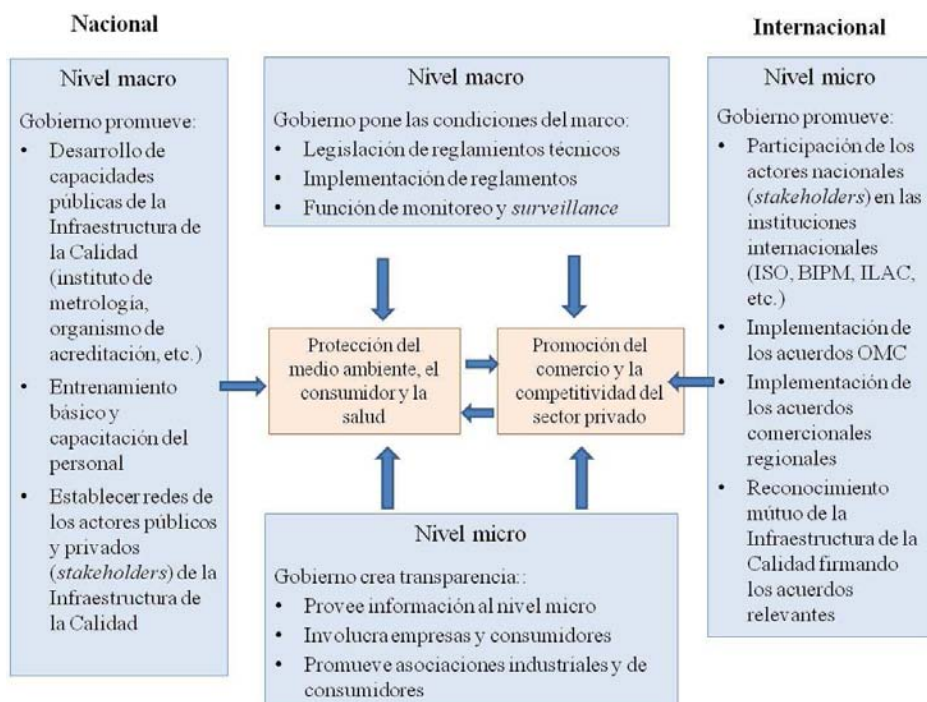 Nacional
Nivel macro
Gobierno promueve:
• Desarrollo de
capacidades
públicas de la
Infraestructura de
la Calidad
(instituto de
metrología,
organismo de
acreditación, etc.)
• Entrenamiento
básico y
capacitación del
personal
• Establecer redes de
los actores públicos
y privados
(stakeholders) de la
Infraestructura de
la Calidad
Nivel macro
Gobierno pone las condiciones del marco:
• Legislación de reglamientos técnicos
• Implementación de reglamentos
• Función de monitoreo y surveillance
Protección del
medio ambiente, el
consumidor y la
salud
Promoción del
comercio y la
competitividad del
sector privado
Nivel micro
Gobierno crea transparencia::
• Provee información al nivel micro
• Involucra empresas y consumidores
• Promueve asociaciones industriales y de
consumidores
Internacional
Nivel micro
Gobierno promueve:
• Participación de los
actores nacionales
(stakeholders) en las
instituciones
internacionales
(ISO, BIPM, ILAC,
etc.)
• Implementación de
los acuerdos OMC
• Implementación de
los acuerdos
comercionales
regionales
• Reconocimiento
mútuo de la
Infraestructura de la
Calidad firmando
los acuerdos
relevantes